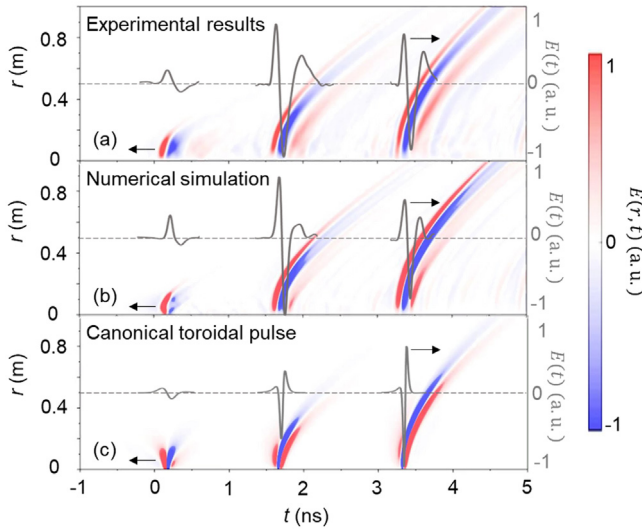 Experimental results
Numerical simulation
Canonical toroidal pulse
(a)
(b)
(c)
r (m)
0.8
0.4
0
r (m)
0.8
0.4
0
r (m)
0.8
0.4
0
-1
0
1
2
3
4
5
t (ns)
1
0
-1
E(t) (a.u.)
1
0
-1
E(t) (a.u.)
1
0
-1
E(t) (a.u.)
1
-1
E(r, t) (a.u.)